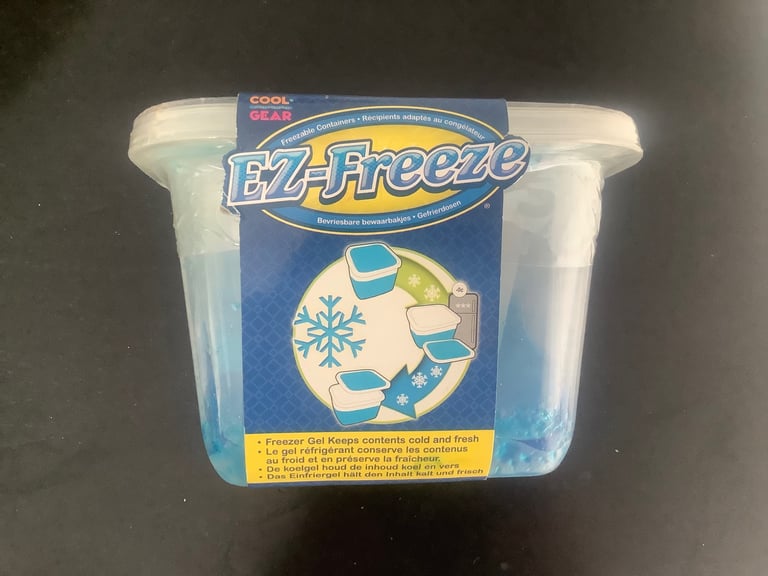 COOL
GEAR
Freezable Containers • Récipients adaptés au congélateur
EZ-Freeze
Bevriesbare bewaarbakjes • Gefrierdosen
®
• Freezer Gel Keeps contents cold and fresh
• Le gel réfrigérant conserve les contenus
au froid et en préserve la fraîcheur.
• De koelgel houd de inhoud koel en vers
• Das Einfriergel hält den Inhalt kalt und frisch